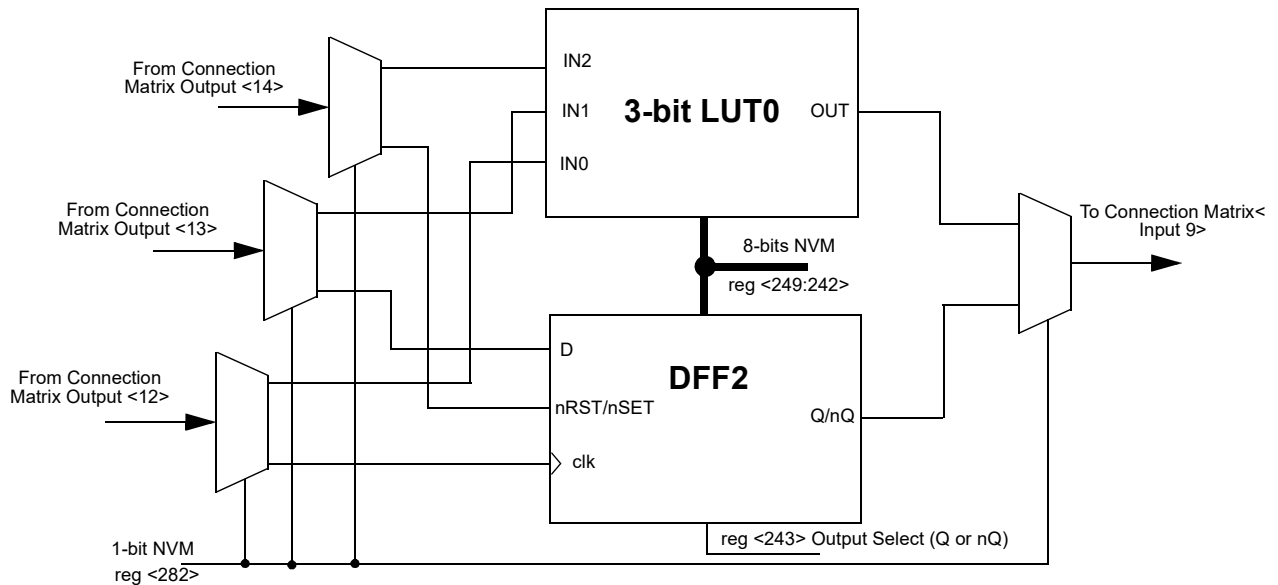 From Connection
Matrix Output <14>
IN2
IN1
IN0
3-bit LUT0
OUT
From Connection
Matrix Output <13>
To Connection Matrix<
Input 9>
8-bits NVM
reg <249:242>
From Connection
Matrix Output <12>
D
nRST/nSET
clk
DFF2
Q/nQ
reg <243> Output Select (Q or nQ)
1-bit NVM
reg <282>